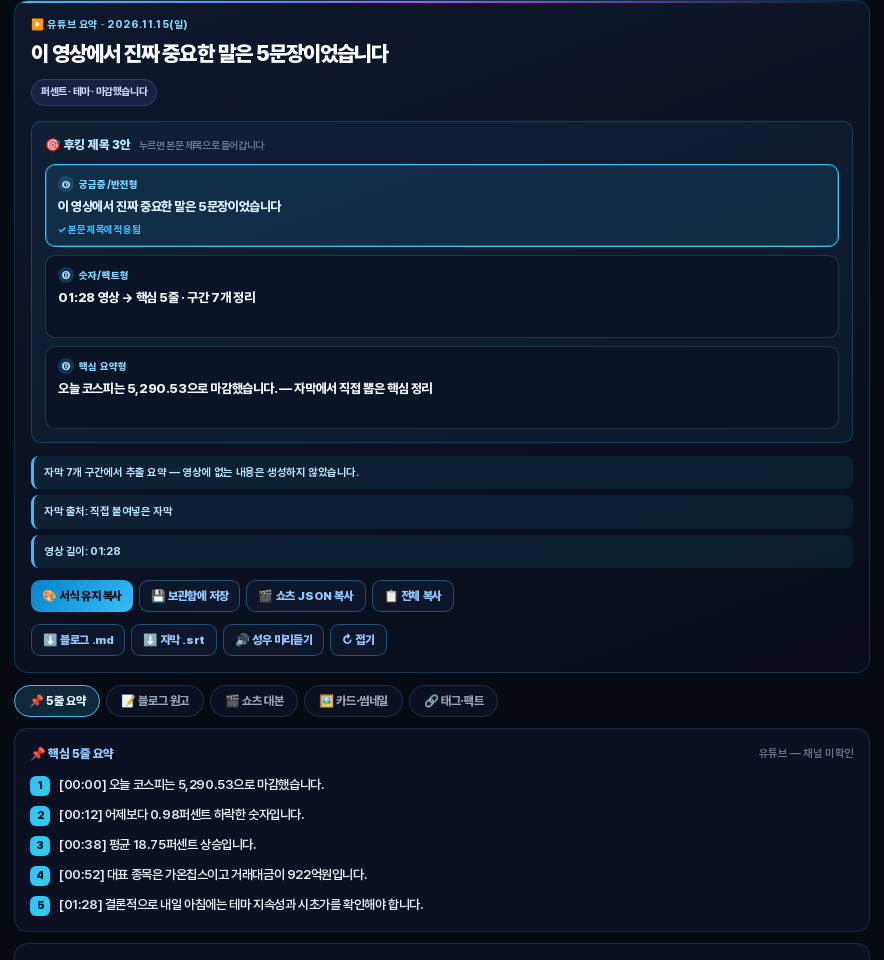 ▶️ 유튜브 요약 · 2026.11.15(일)
이 영상에서 진짜 중요한 말은 5문장이었습니다
퍼센트 · 테마 · 마감했습니다
🎯 후킹 제목 3안 누르면 본문 제목으로 들어갑니다
① 궁금증/반전형
이 영상에서 진짜 중요한 말은 5문장이었습니다
✓ 본문 제목에 적용됨
① 숫자/팩트형
01:28 영상 → 핵심 5줄 · 구간 7개 정리
① 핵심 요약형
오늘 코스피는 5,290.53으로 마감했습니다. — 자막에서 직접 뽑은 핵심 정리
자막 7개 구간에서 추출 요약 — 영상에 없는 내용은 생성하지 않았습니다.
자막 출처: 직접 붙여넣은 자막
영상 길이: 01:28
🎨 서식 유지 복사 💾 보관함에 저장 🎬 쇼츠 JSON 복사 📋 전체 복사
⬇️ 블로그 .md ⬇️ 자막 .srt 🔊 성우 미리듣기 ↻ 접기
📌 5줄 요약 📝 블로그 원고 🎬 쇼츠 대본 🖼️ 카드·썸네일 🔗 태그·팩트
📌 핵심 5줄 요약 유튜브 — 채널 미확인
1 [00:00] 오늘 코스피는 5,290.53으로 마감했습니다.
2 [00:12] 어제보다 0.98퍼센트 하락한 숫자입니다.
3 [00:38] 평균 18.75퍼센트 상승입니다.
4 [00:52] 대표 종목은 가온칩스이고 거래대금이 922억원입니다.
5 [01:28] 결론적으로 내일 아침에는 테마 지속성과 시초가를 확인해야 합니다.